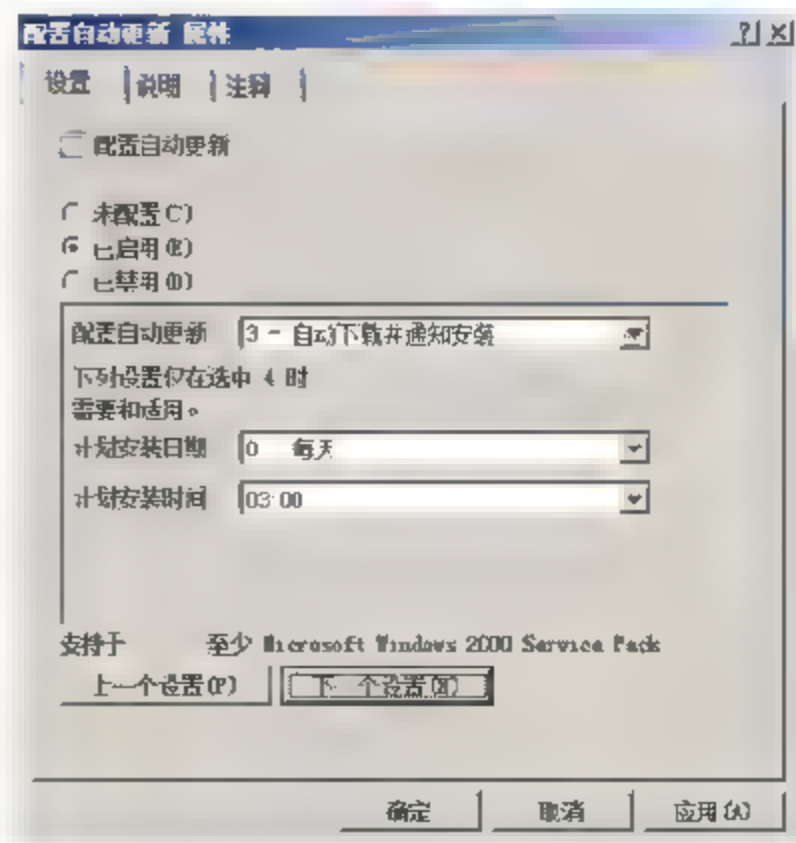 配置自动更新 属性
设置 说明 注释
配置自动更新
未配置(C)
已启用(E)
已禁用(D)
配置自动更新 3 - 自动下载并通知安装
下列设置仅在选中 4 时
需要和适用。
计划安装日期 0 每天
计划安装时间 03:00
支持于 至少 Microsoft Windows 2000 Service Pack
上一个设置(P) 下一个设置(N)
确定 取消 应用(A)